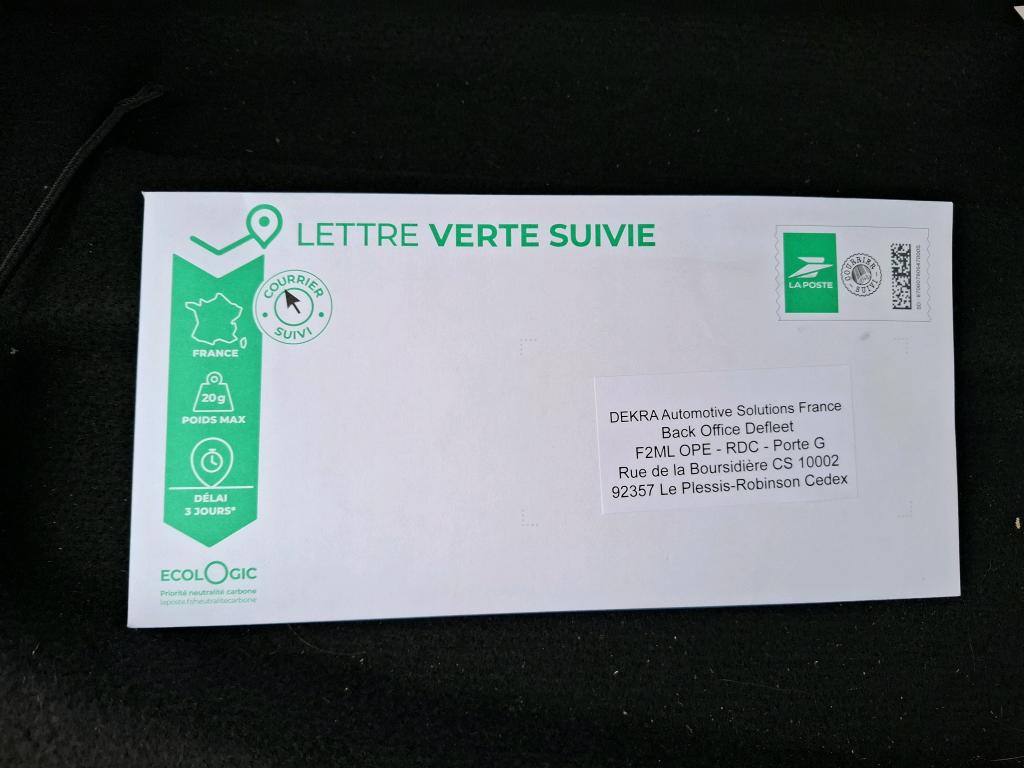 LETTRE VERTE SUIVIE
COURRIER
SUIVI
FRANCE
20g
POIDS MAX
DÉLAI
3 JOURS*
ECOLOGIC
Priorité neutralité carbone
laposte.fr/neutralitecarbone
LA POSTE
COURRIER
SUIVI
DEKRA Automotive Solutions France
Back Office Defleet
F2ML OPE - RDC - Porte G
Rue de la Boursidière CS 10002
92357 Le Plessis-Robinson Cedex